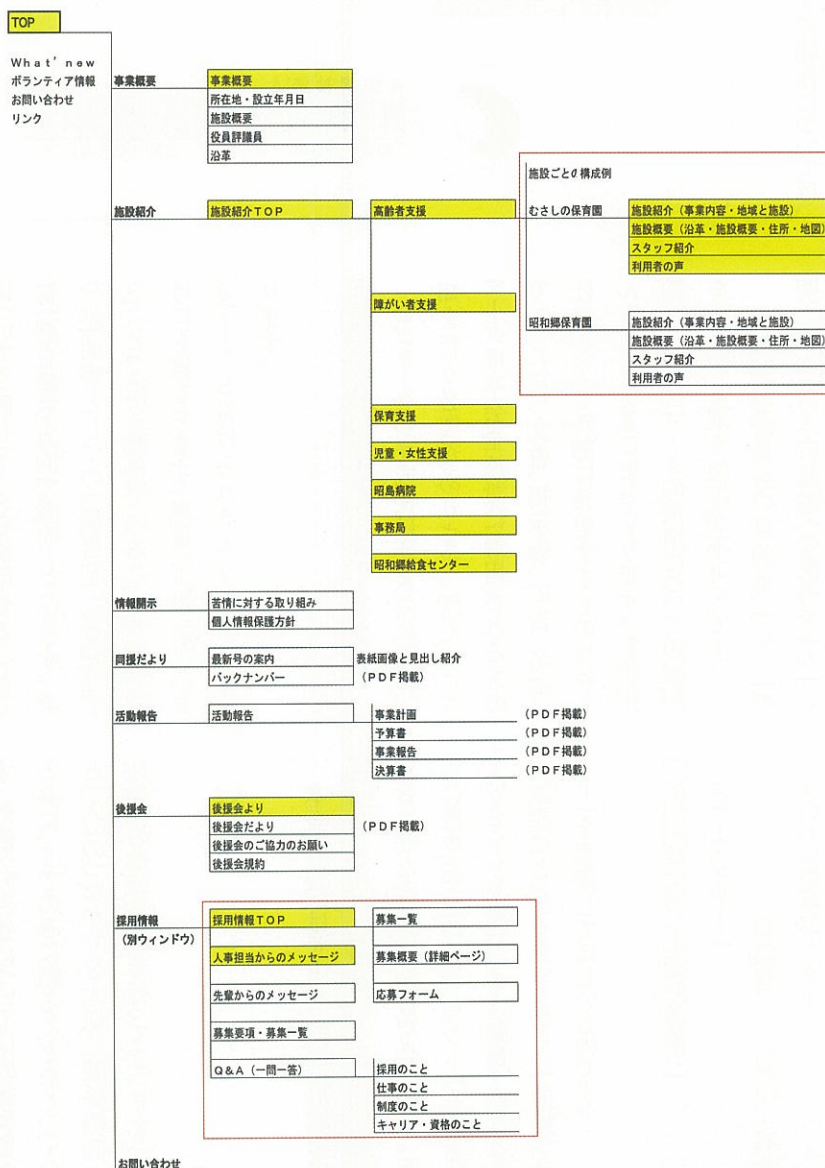 TOP
What' new
ボランティア情報
お問い合わせ
リンク
事業概要 事業概要
所在地・設立年月日
施設概要
役員評議員
沿革
施設ごとの構成例
施設紹介 施設紹介TOP 高齢者支援 むさしの保育園 施設紹介（事業内容・地域と施設）
施設概要（沿革・施設概要・住所・地図）
スタッフ紹介
利用者の声
障がい者支援
昭和郷保育園 施設紹介（事業内容・地域と施設）
施設概要（沿革・施設概要・住所・地図）
スタッフ紹介
利用者の声
保育支援
児童・女性支援
昭島病院
事務局
昭和郷給食センター
情報開示 苦情に対する取り組み
個人情報保護方針
同援だより 最新号の案内 表紙画像と見出し紹介
バックナンバー （PDF掲載）
活動報告 活動報告 事業計画 （PDF掲載）
予算書 （PDF掲載）
事業報告 （PDF掲載）
決算書 （PDF掲載）
後援会 後援会より
後援会だより （PDF掲載）
後援会のご協力のお願い
後援会規約
採用情報 採用情報TOP 募集一覧
（別ウィンドウ）
人事担当からのメッセージ 募集概要（詳細ページ）
先輩からのメッセージ 応募フォーム
募集要項・募集一覧
Q&A（一問一答） 採用のこと
仕事のこと
制度のこと
キャリア・資格のこと
お問い合わせ